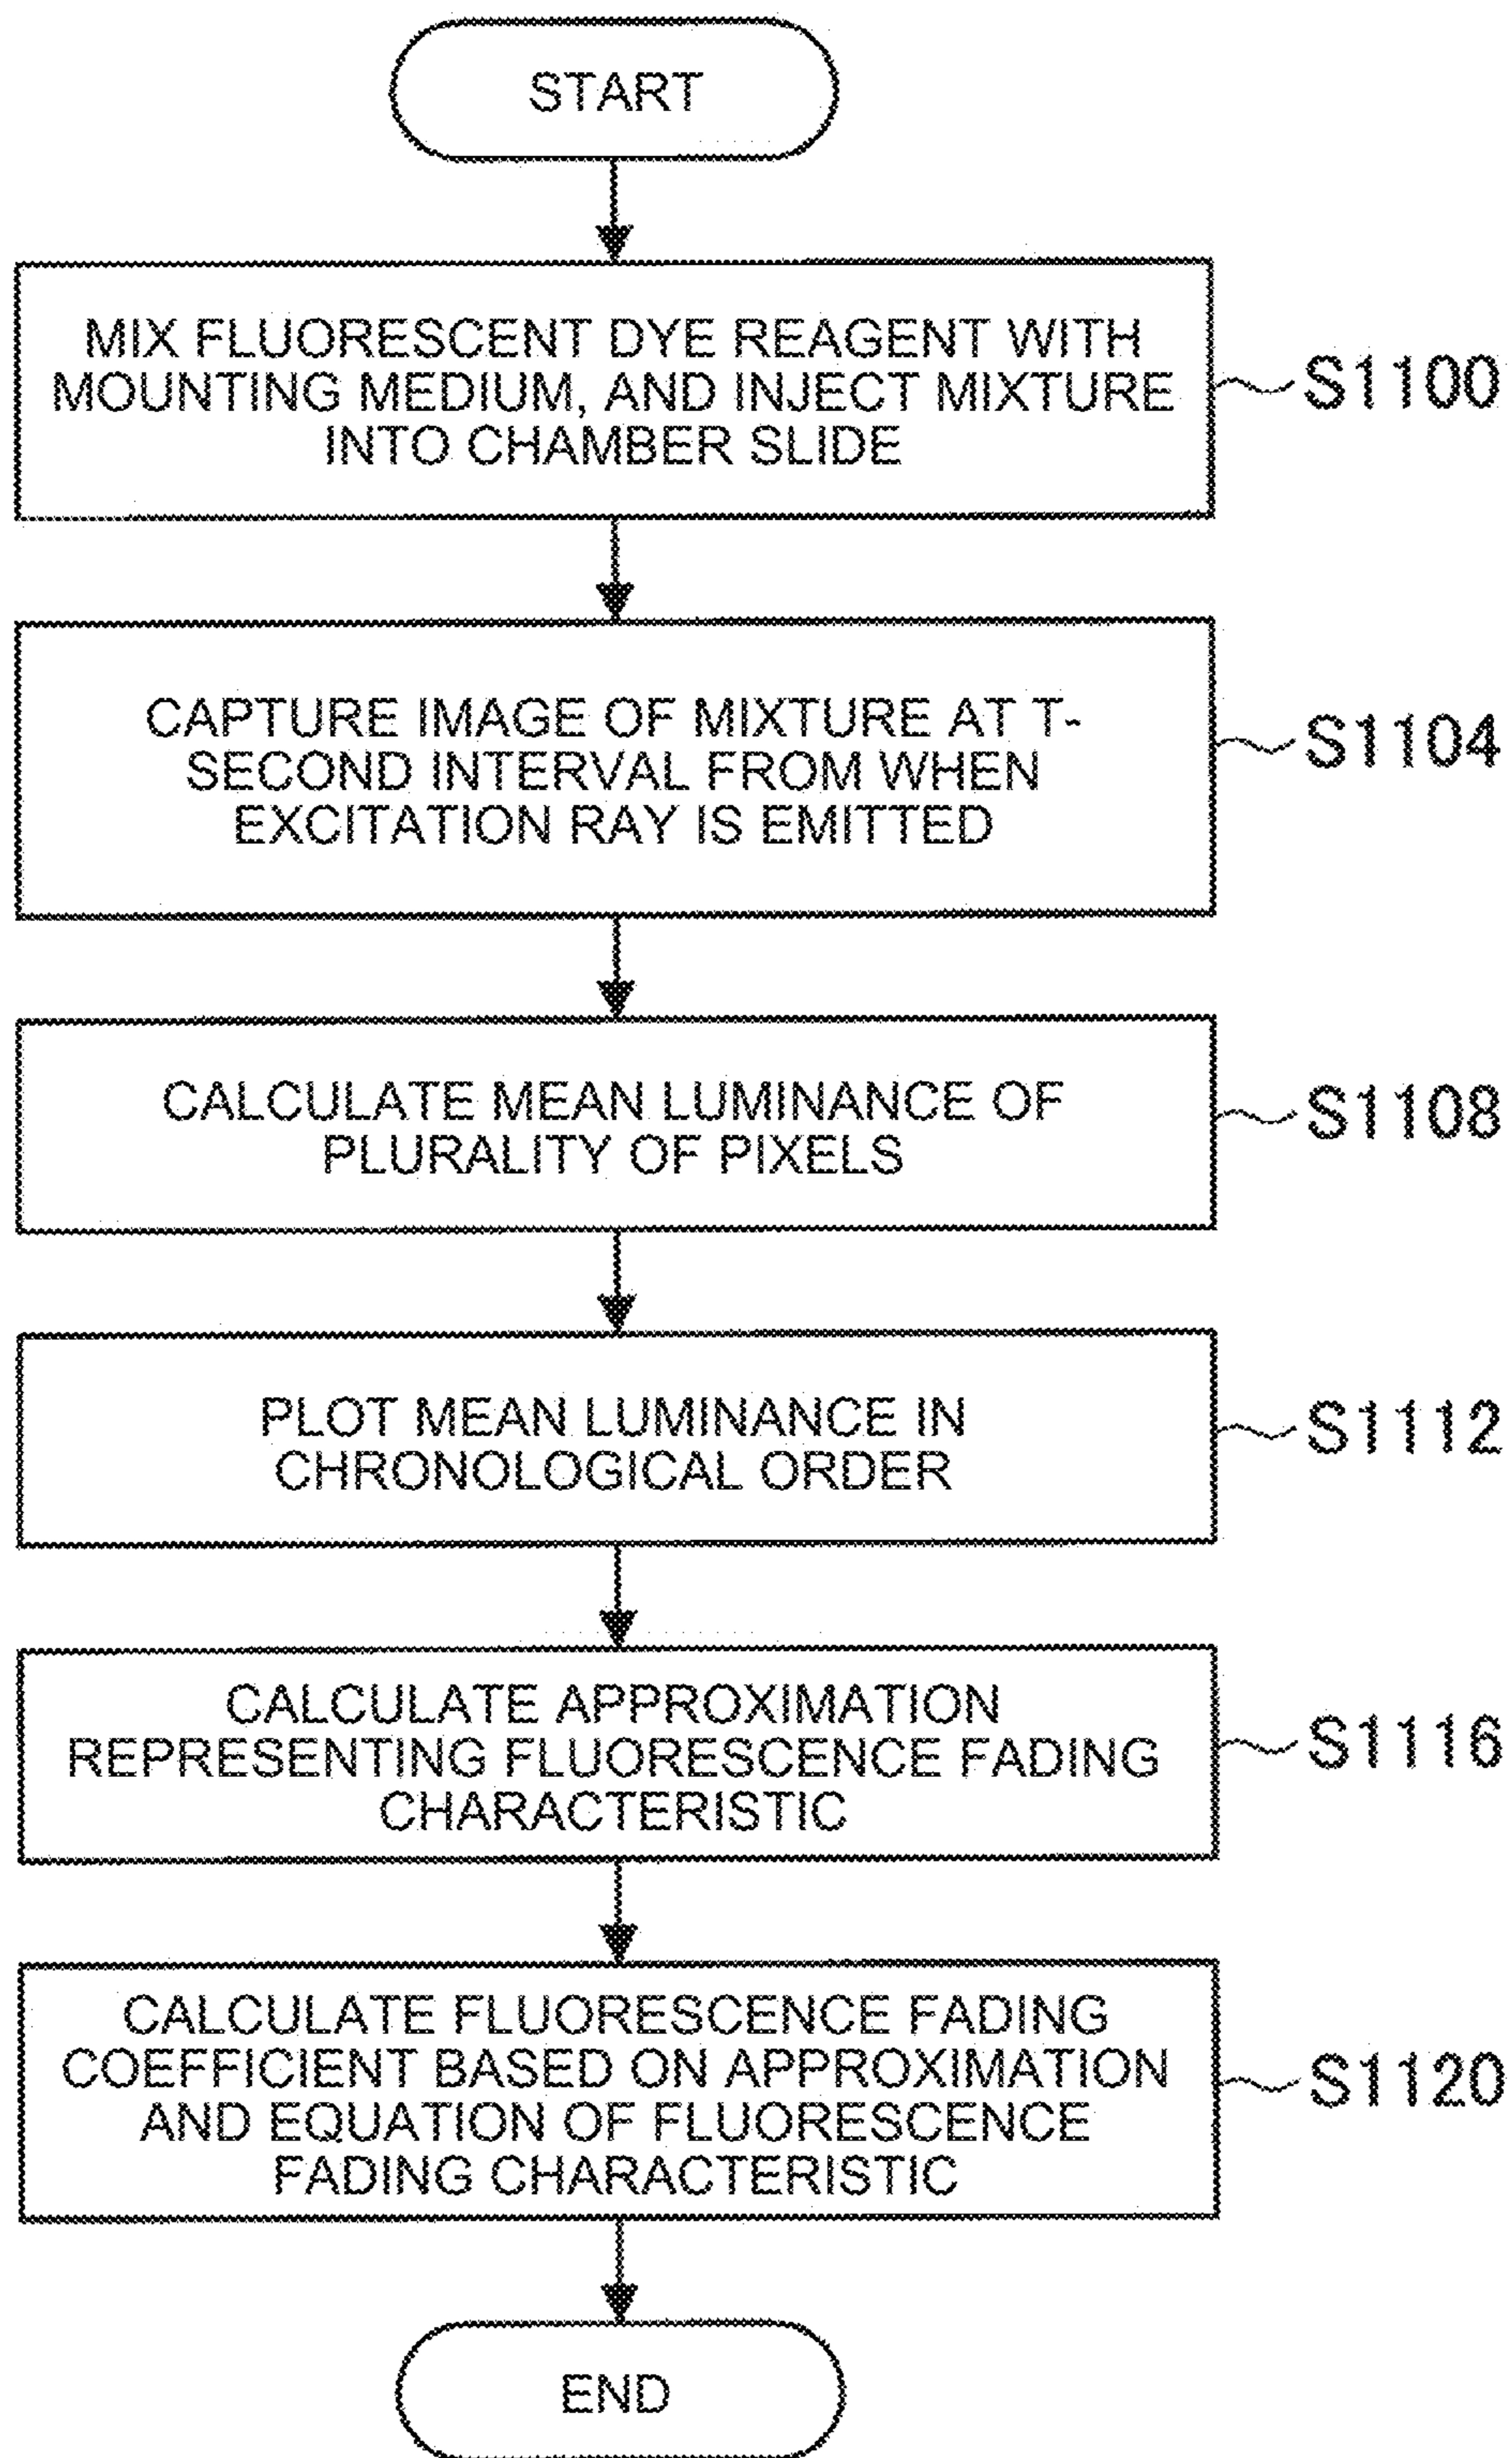 START
MIX FLUORESCENT DYE REAGENT WITH
MOUNTING MEDIUM, AND INJECT MIXTURE
INTO CHAMBER SLIDE
S1100
CAPTURE IMAGE OF MIXTURE AT T-
SECOND INTERVAL FROM WHEN
EXCITATION RAY IS EMITTED
S1104
CALCULATE MEAN LUMINANCE OF
PLURALITY OF PIXELS
S1108
PLOT MEAN LUMINANCE IN
CHRONOLOGICAL ORDER
S1112
CALCULATE APPROXIMATION
REPRESENTING FLUORESCENCE FADING
CHARACTERISTIC
S1116
CALCULATE FLUORESCENCE FADING
COEFFICIENT BASED ON APPROXIMATION
AND EQUATION OF FLUORESCENCE
FADING CHARACTERISTIC
S1120
END